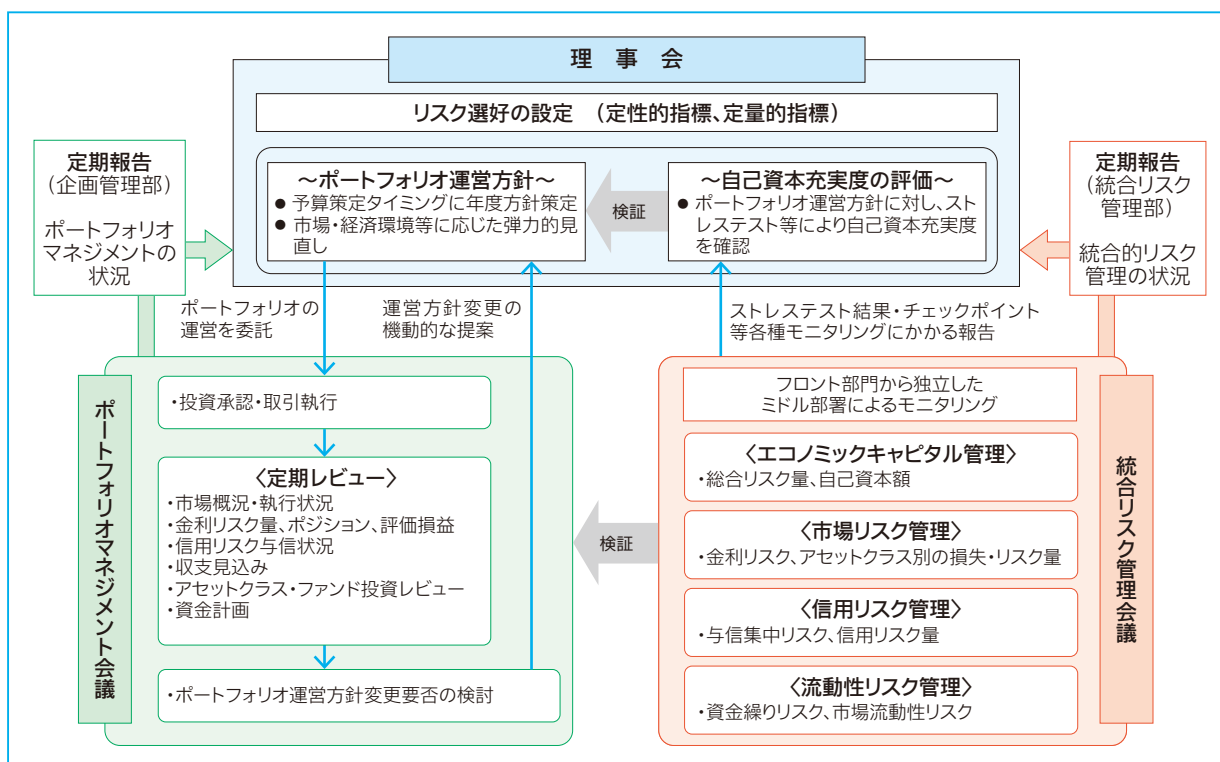 理 事 会
リスク選好の設定 （定性的指標、定量的指標）
定期報告
（企画管理部）
ポートフォリオ
マネジメントの
状況
～ポートフォリオ運営方針～
● 予算策定タイミングに年度方針策定
● 市場・経済環境等に応じた弾力的見
直し
検証
～自己資本充実度の評価～
● ポートフォリオ運営方針に対し、スト
レステスト等により自己資本充実度
を確認
定期報告
（統合リスク
管理部）
統合的リスク
管理の状況
ポートフォリオの
運営を委託
運営方針変更の
機動的な提案
ストレステスト結果・チェックポイント
等各種モニタリングにかかる報告
ポートフォリオマネジメント会議
・投資承認・取引執行
〈定期レビュー〉
・市場概況・執行状況
・金利リスク量、ポジション、評価損益
・信用リスク与信状況
・収支見込み
・アセットクラス・ファンド投資レビュー
・資金計画
・ポートフォリオ運営方針変更要否の検討
検証
フロント部門から独立した
ミドル部署によるモニタリング
〈エコノミックキャピタル管理〉
・総合リスク量、自己資本額
〈市場リスク管理〉
・金利リスク、アセットクラス別の損失・リスク量
〈信用リスク管理〉
・与信集中リスク、信用リスク量
〈流動性リスク管理〉
・資金繰りリスク、市場流動性リスク
統合リスク管理会議